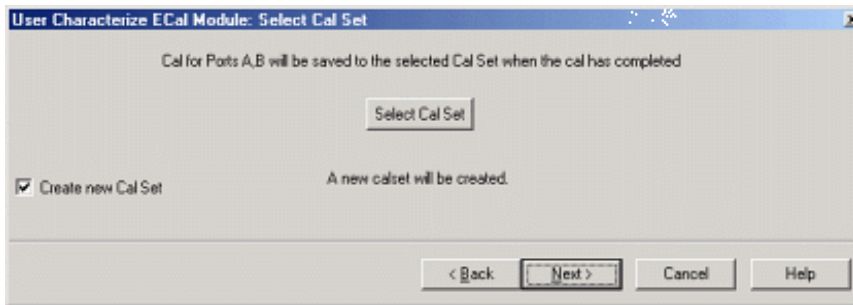 User Characterize ECal Module: Select Cal Set
Cal for Ports A,B will be saved to the selected Cal Set when the cal has completed
Select Cal Set
Create new Cal Set
A new calset will be created.
< Back
Next >
Cancel
Help